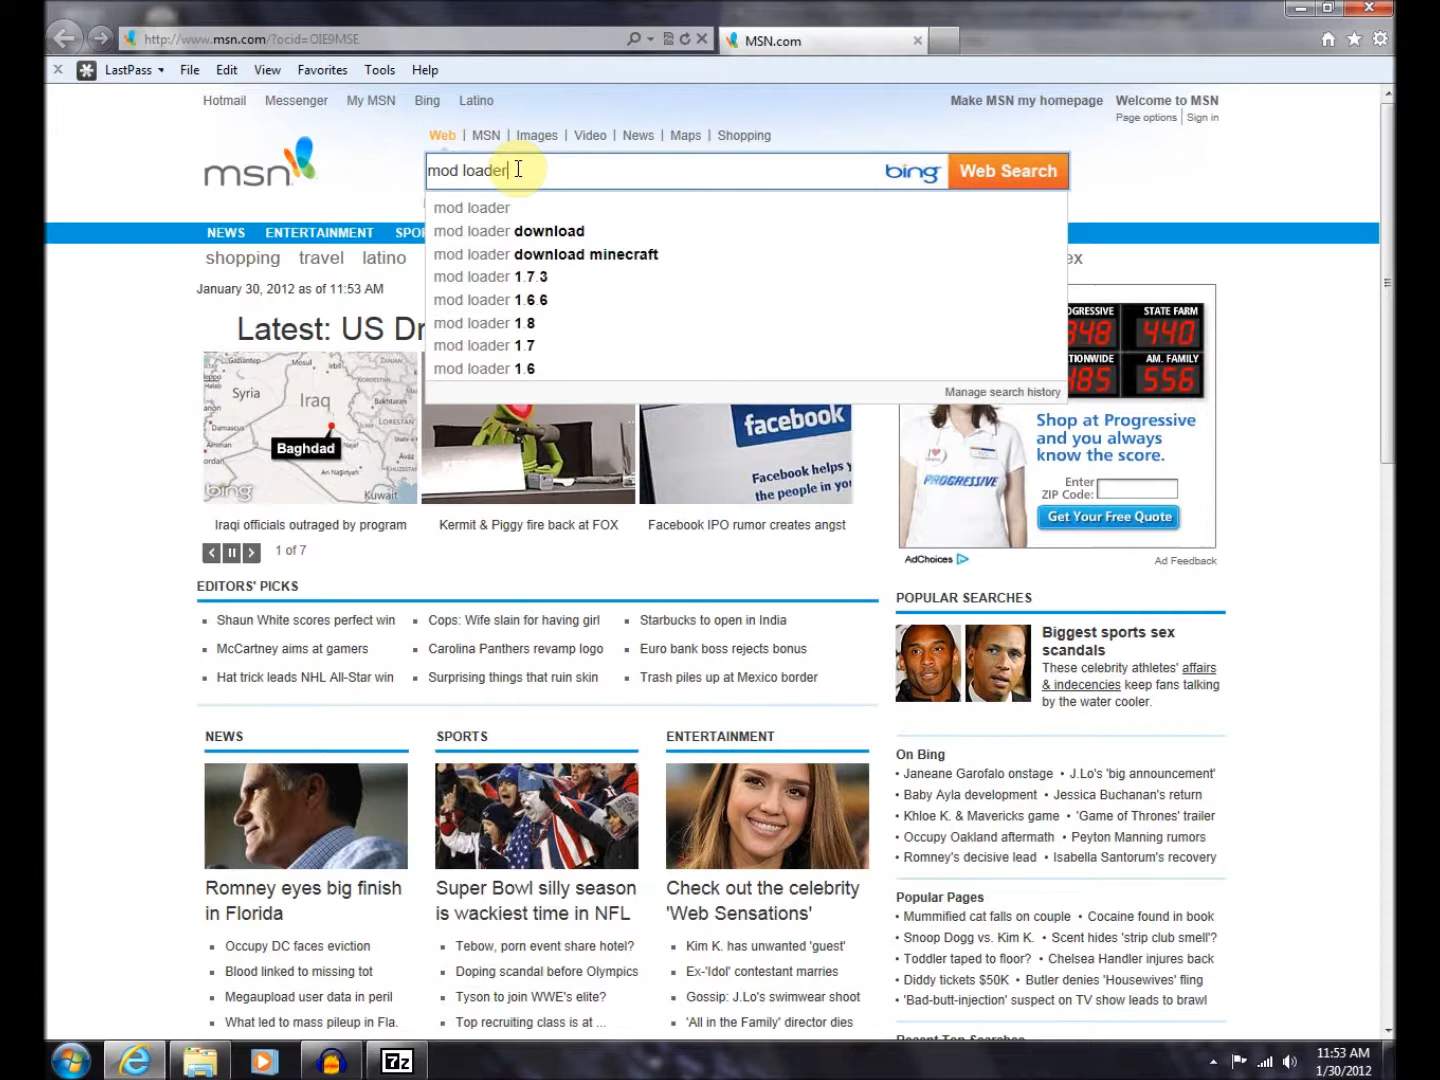 http://www.msn.com/?ocid=OIE9MSE
MSN.com
LastPass File Edit View Favorites Tools Help
Hotmail Messenger My MSN Bing Latino
Make MSN my homepage Welcome to MSN
Page options | Sign in
Web | MSN | Images | Video | News | Maps | Shopping
msn
mod loader
bing Web Search
mod loader
mod loader download
mod loader download minecraft
mod loader 1.7.3
mod loader 1.6.6
mod loader 1.8
mod loader 1.7
mod loader 1.6
Manage search history
NEWS ENTERTAINMENT SPO
shopping travel latino
ex
January 30, 2012 as of 11:53 AM
Latest: US Dr
Syria
Iraq
Baghdad
Kuwait
bing
facebook
Facebook helps y
the people in yo
Iraqi officials outraged by program
Kermit & Piggy fire back at FOX
Facebook IPO rumor creates angst
1 of 7
OGRESSIVE STATE FARM
348 440
TIONWIDE AM. FAMILY
485 556
Shop at Progressive
and you always
know the score.
PROGRESSIVE
Enter
ZIP Code:
Get Your Free Quote
AdChoices
Ad Feedback
EDITORS' PICKS
Shaun White scores perfect win
McCartney aims at gamers
Hat trick leads NHL All-Star win
Cops: Wife slain for having girl
Carolina Panthers revamp logo
Surprising things that ruin skin
Starbucks to open in India
Euro bank boss rejects bonus
Trash piles up at Mexico border
POPULAR SEARCHES
Biggest sports sex
scandals
These celebrity athletes' affairs
& indecencies keep fans talking
by the water cooler.
NEWS
Romney eyes big finish
in Florida
Occupy DC faces eviction
Blood linked to missing tot
Megaupload user data in peril
What led to mass pileup in Fla.
SPORTS
Super Bowl silly season
is wackiest time in NFL
Tebow, porn event share hotel?
Doping scandal before Olympics
Tyson to join WWE's elite?
Top recruiting class is at ...
ENTERTAINMENT
Check out the celebrity
'Web Sensations'
Kim K. has unwanted 'guest'
Ex-'Idol' contestant marries
Gossip: J.Lo's swimwear shoot
'All in the Family' director dies
On Bing
• Janeane Garofalo onstage • J.Lo's 'big announcement'
• Baby Ayla development • Jessica Buchanan's return
• Khloe K. & Mavericks game • 'Game of Thrones' trailer
• Occupy Oakland aftermath • Peyton Manning rumors
• Romney's decisive lead • Isabella Santorum's recovery
Popular Pages
• Mummified cat falls on couple • Cocaine found in book
• Snoop Dogg vs. Kim K. • Scent hides 'strip club smell'?
• Toddler taped to floor? • Chelsea Handler injures back
• Diddy tickets $50K • Butler denies 'Housewives' fling
• 'Bad-butt-injection' suspect on TV show leads to brawl
7z
11:53 AM
1/30/2012